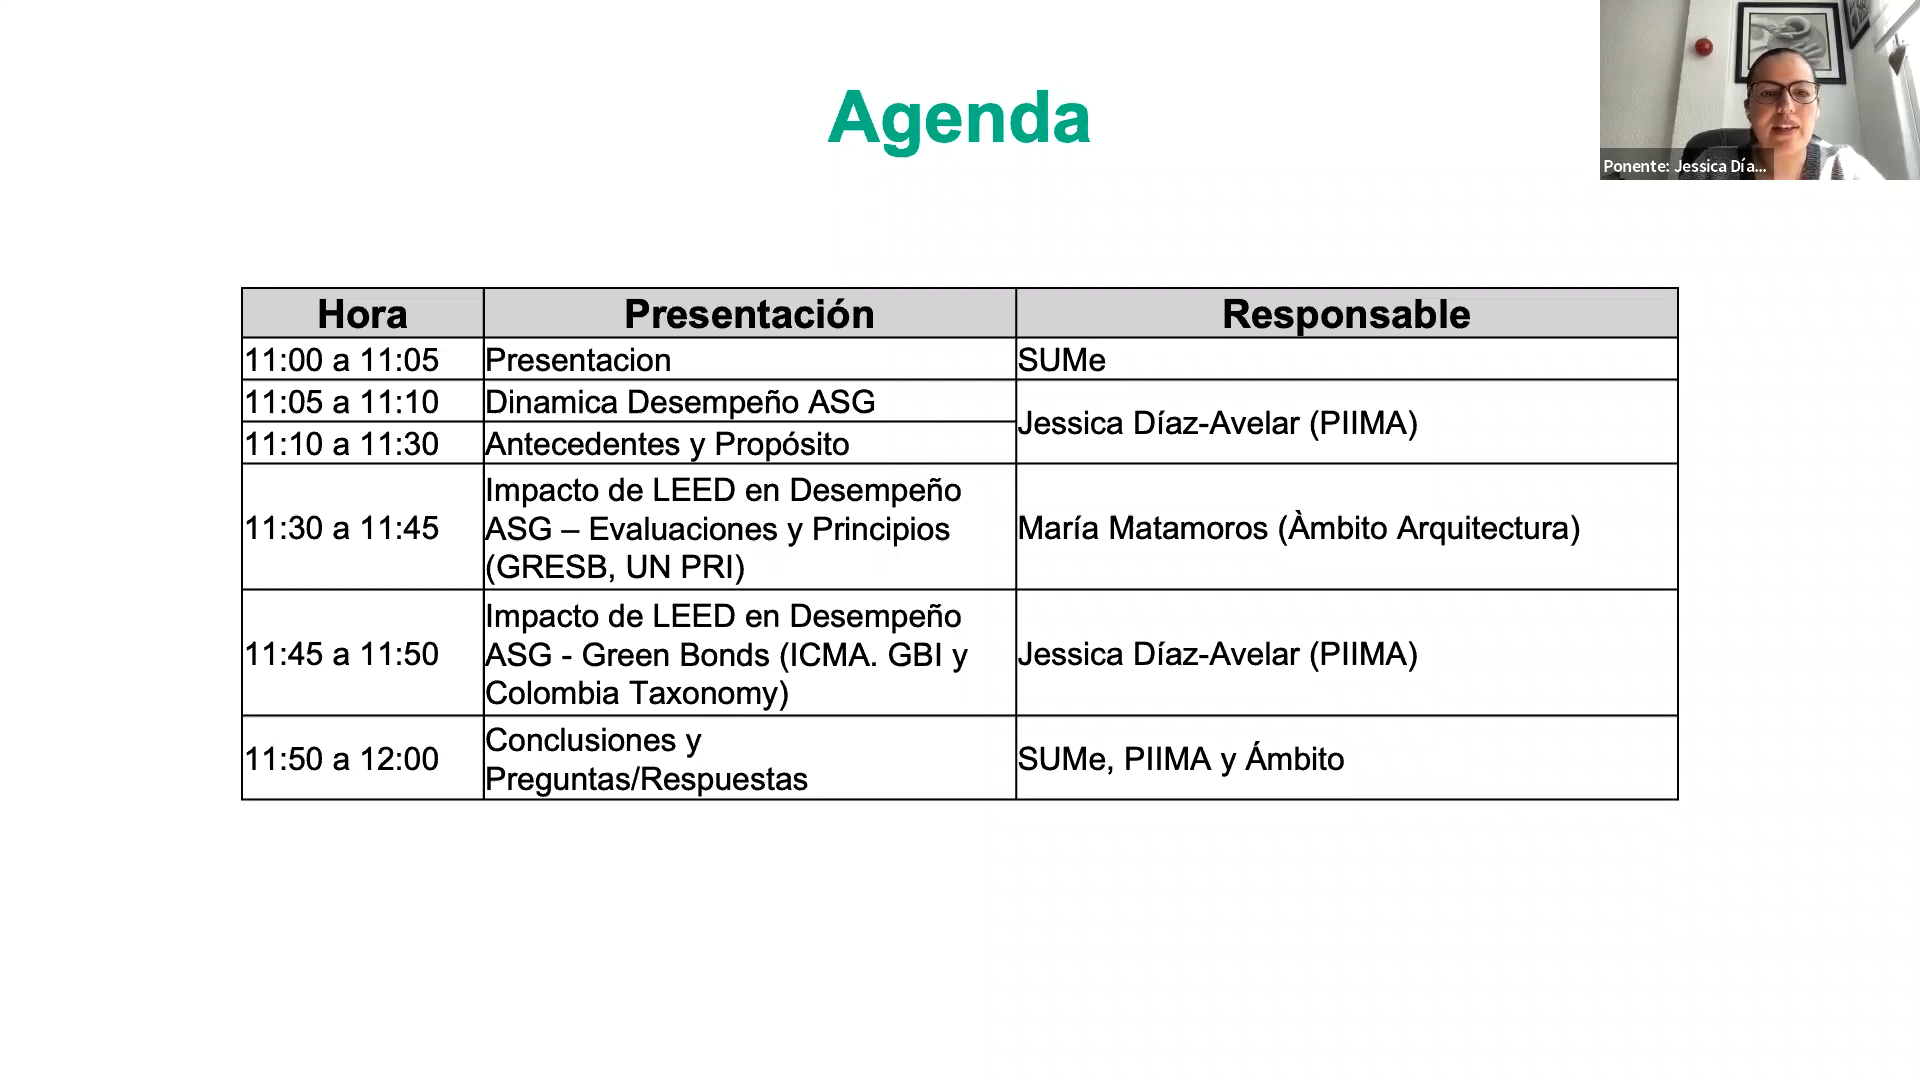 Agenda
Ponente: Jessica Día...
Hora Presentación Responsable
11:00 a 11:05 Presentacion SUMe
11:05 a 11:10 Dinamica Desempeño ASG
Jessica Díaz-Avelar (PIIMA)
11:10 a 11:30 Antecedentes y Propósito
Impacto de LEED en Desempeño
11:30 a 11:45 ASG – Evaluaciones y Principios María Matamoros (Àmbito Arquitectura)
(GRESB, UN PRI)
Impacto de LEED en Desempeño
11:45 a 11:50 ASG - Green Bonds (ICMA. GBI y Jessica Díaz-Avelar (PIIMA)
Colombia Taxonomy)
Conclusiones y
11:50 a 12:00 SUMe, PIIMA y Ámbito
Preguntas/Respuestas